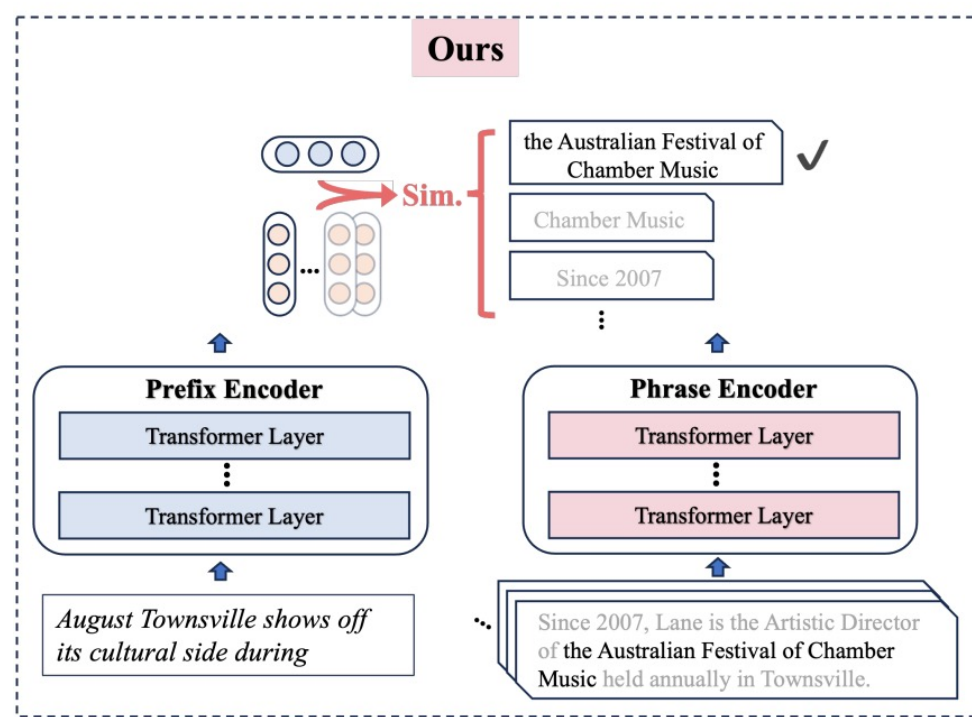 Ours
the Australian Festival of
Chamber Music
Sim.
Chamber Music
Since 2007
Prefix Encoder
Transformer Layer
Transformer Layer
Phrase Encoder
Transformer Layer
Transformer Layer
August Townsville shows off
its cultural side during
Since 2007, Lane is the Artistic Director
of the Australian Festival of Chamber
Music held annually in Townsville.